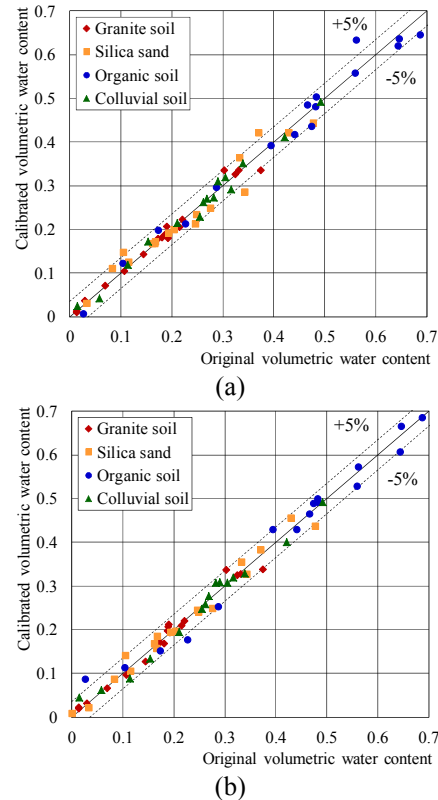 0.7
0.6
0.5
0.4
0.3
0.2
0.1
0
Calibrated volumetric water content
Granite soil
Silica sand
Organic soil
Colluvial soil
+5%
-5%
0 0.1 0.2 0.3 0.4 0.5 0.6 0.7
Original volumetric water content
(a)
0.7
0.6
0.5
0.4
0.3
0.2
0.1
0
Calibrated volumetric water content
Granite soil
Silica sand
Organic soil
Colluvial soil
+5%
-5%
0 0.1 0.2 0.3 0.4 0.5 0.6 0.7
Original volumetric water content
(b)